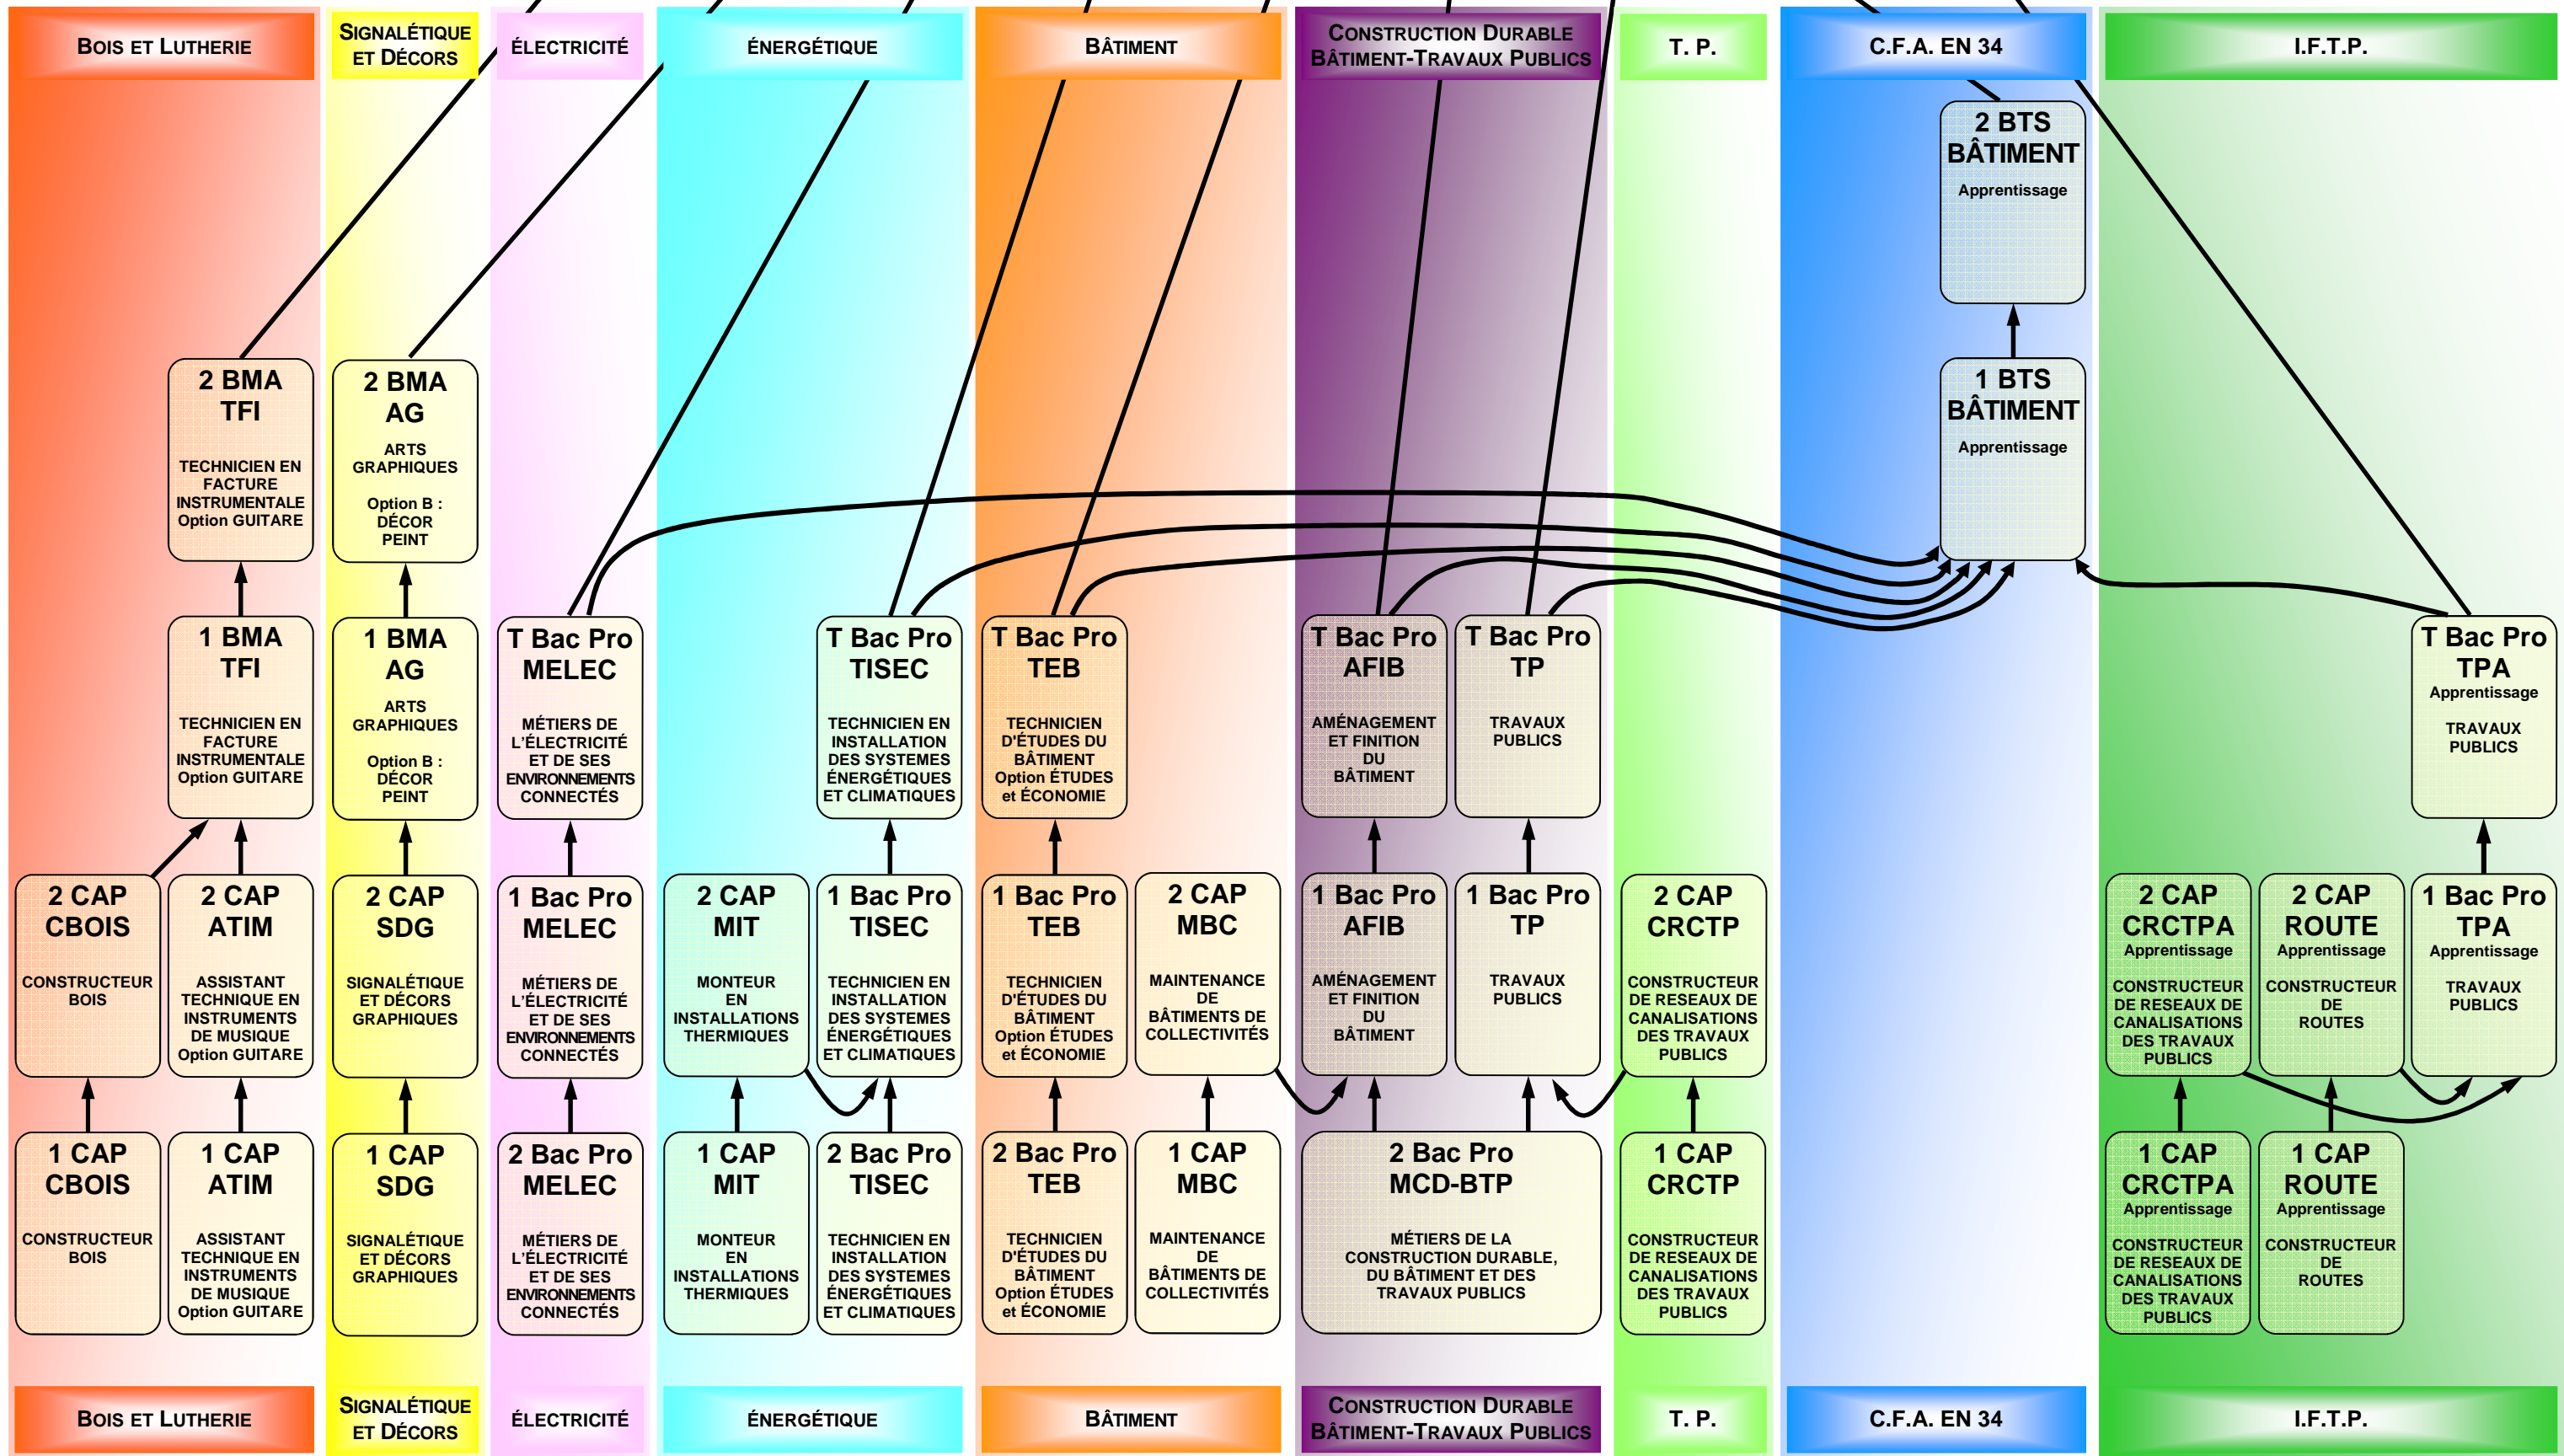 BOIS ET LUTHERIE
SIGNALÉTIQUE
ET DÉCORS
ÉLECTRICITÉ
ÉNERGÉTIQUE
BÂTIMENT
CONSTRUCTION DURABLE
BÂTIMENT-TRAVAUX PUBLICS
T. P.
C.F.A. EN 34
I.F.T.P.
2 BTS
BÂTIMENT
Apprentissage
2 BMA
TFI
TECHNICIEN EN
FACTURE
INSTRUMENTALE
Option GUITARE
2 BMA
AG
ARTS
GRAPHIQUES
Option B :
DÉCOR
PEINT
1 BTS
BÂTIMENT
Apprentissage
1 BMA
TFI
TECHNICIEN EN
FACTURE
INSTRUMENTALE
Option GUITARE
1 BMA
AG
ARTS
GRAPHIQUES
Option B :
DÉCOR
PEINT
T Bac Pro
MELEC
MÉTIERS DE
L'ÉLECTRICITÉ
ET DE SES
ENVIRONNEMENTS
CONNECTÉS
T Bac Pro
TISEC
TECHNICIEN EN
INSTALLATION
DES SYSTEMES
ÉNERGÉTIQUES
ET CLIMATIQUES
T Bac Pro
TEB
TECHNICIEN
D'ÉTUDES DU
BÂTIMENT
Option ÉTUDES
et ÉCONOMIE
T Bac Pro
AFIB
AMÉNAGEMENT
ET FINITION
DU
BÂTIMENT
T Bac Pro
TP
TRAVAUX
PUBLICS
T Bac Pro
TPA
Apprentissage
TRAVAUX
PUBLICS
2 CAP
CBOIS
CONSTRUCTEUR
BOIS
2 CAP
ATIM
ASSISTANT
TECHNIQUE EN
INSTRUMENTS
DE MUSIQUE
Option GUITARE
2 CAP
SDG
SIGNALÉTIQUE
ET DÉCORS
GRAPHIQUES
1 Bac Pro
MELEC
MÉTIERS DE
L'ÉLECTRICITÉ
ET DE SES
ENVIRONNEMENTS
CONNECTÉS
2 CAP
MIT
MONTEUR
EN
INSTALLATIONS
THERMIQUES
1 Bac Pro
TISEC
TECHNICIEN EN
INSTALLATION
DES SYSTEMES
ÉNERGÉTIQUES
ET CLIMATIQUES
1 Bac Pro
TEB
TECHNICIEN
D'ÉTUDES DU
BÂTIMENT
Option ÉTUDES
et ÉCONOMIE
2 CAP
MBC
MAINTENANCE
DE
BÂTIMENTS DE
COLLECTIVITÉS
1 Bac Pro
AFIB
AMÉNAGEMENT
ET FINITION
DU
BÂTIMENT
1 Bac Pro
TP
TRAVAUX
PUBLICS
2 CAP
CRCTP
CONSTRUCTEUR
DE RESEAUX DE
CANALISATIONS
DES TRAVAUX
PUBLICS
2 CAP
CRCTPA
Apprentissage
CONSTRUCTEUR
DE RESEAUX DE
CANALISATIONS
DES TRAVAUX
PUBLICS
2 CAP
ROUTE
Apprentissage
CONSTRUCTEUR
DE
ROUTES
1 Bac Pro
TPA
Apprentissage
TRAVAUX
PUBLICS
1 CAP
CBOIS
CONSTRUCTEUR
BOIS
1 CAP
ATIM
ASSISTANT
TECHNIQUE EN
INSTRUMENTS
DE MUSIQUE
Option GUITARE
1 CAP
SDG
SIGNALÉTIQUE
ET DÉCORS
GRAPHIQUES
2 Bac Pro
MELEC
MÉTIERS DE
L'ÉLECTRICITÉ
ET DE SES
ENVIRONNEMENTS
CONNECTÉS
1 CAP
MIT
MONTEUR
EN
INSTALLATIONS
THERMIQUES
2 Bac Pro
TISEC
TECHNICIEN EN
INSTALLATION
DES SYSTEMES
ÉNERGÉTIQUES
ET CLIMATIQUES
2 Bac Pro
TEB
TECHNICIEN
D'ÉTUDES DU
BÂTIMENT
Option ÉTUDES
et ÉCONOMIE
1 CAP
MBC
MAINTENANCE
DE
BÂTIMENTS DE
COLLECTIVITÉS
2 Bac Pro
MCD-BTP
MÉTIERS DE LA
CONSTRUCTION DURABLE,
DU BÂTIMENT ET DES
TRAVAUX PUBLICS
1 CAP
CRCTP
CONSTRUCTEUR
DE RESEAUX DE
CANALISATIONS
DES TRAVAUX
PUBLICS
1 CAP
CRCTPA
Apprentissage
CONSTRUCTEUR
DE RESEAUX DE
CANALISATIONS
DES TRAVAUX
PUBLICS
1 CAP
ROUTE
Apprentissage
CONSTRUCTEUR
DE
ROUTES
BOIS ET LUTHERIE
SIGNALÉTIQUE
ET DÉCORS
ÉLECTRICITÉ
ÉNERGÉTIQUE
BÂTIMENT
CONSTRUCTION DURABLE
BÂTIMENT-TRAVAUX PUBLICS
T. P.
C.F.A. EN 34
I.F.T.P.